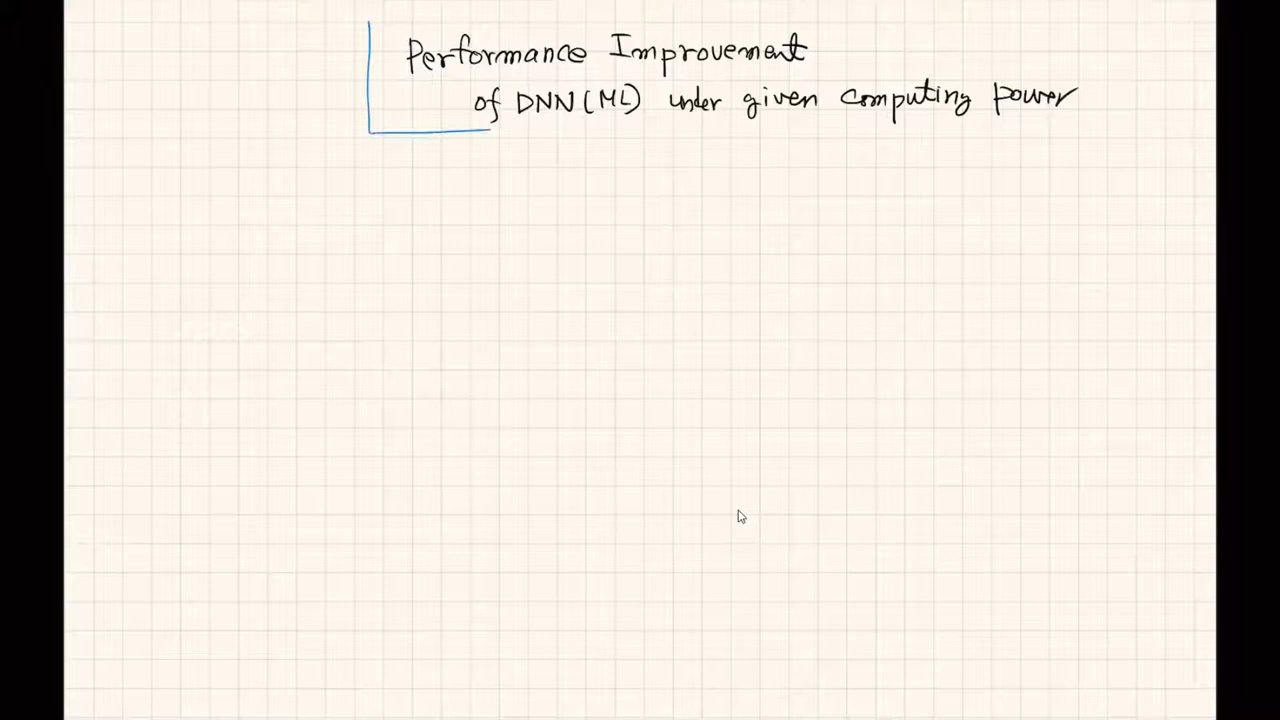 Performance Improvement
of DNN(ML) under given computing power